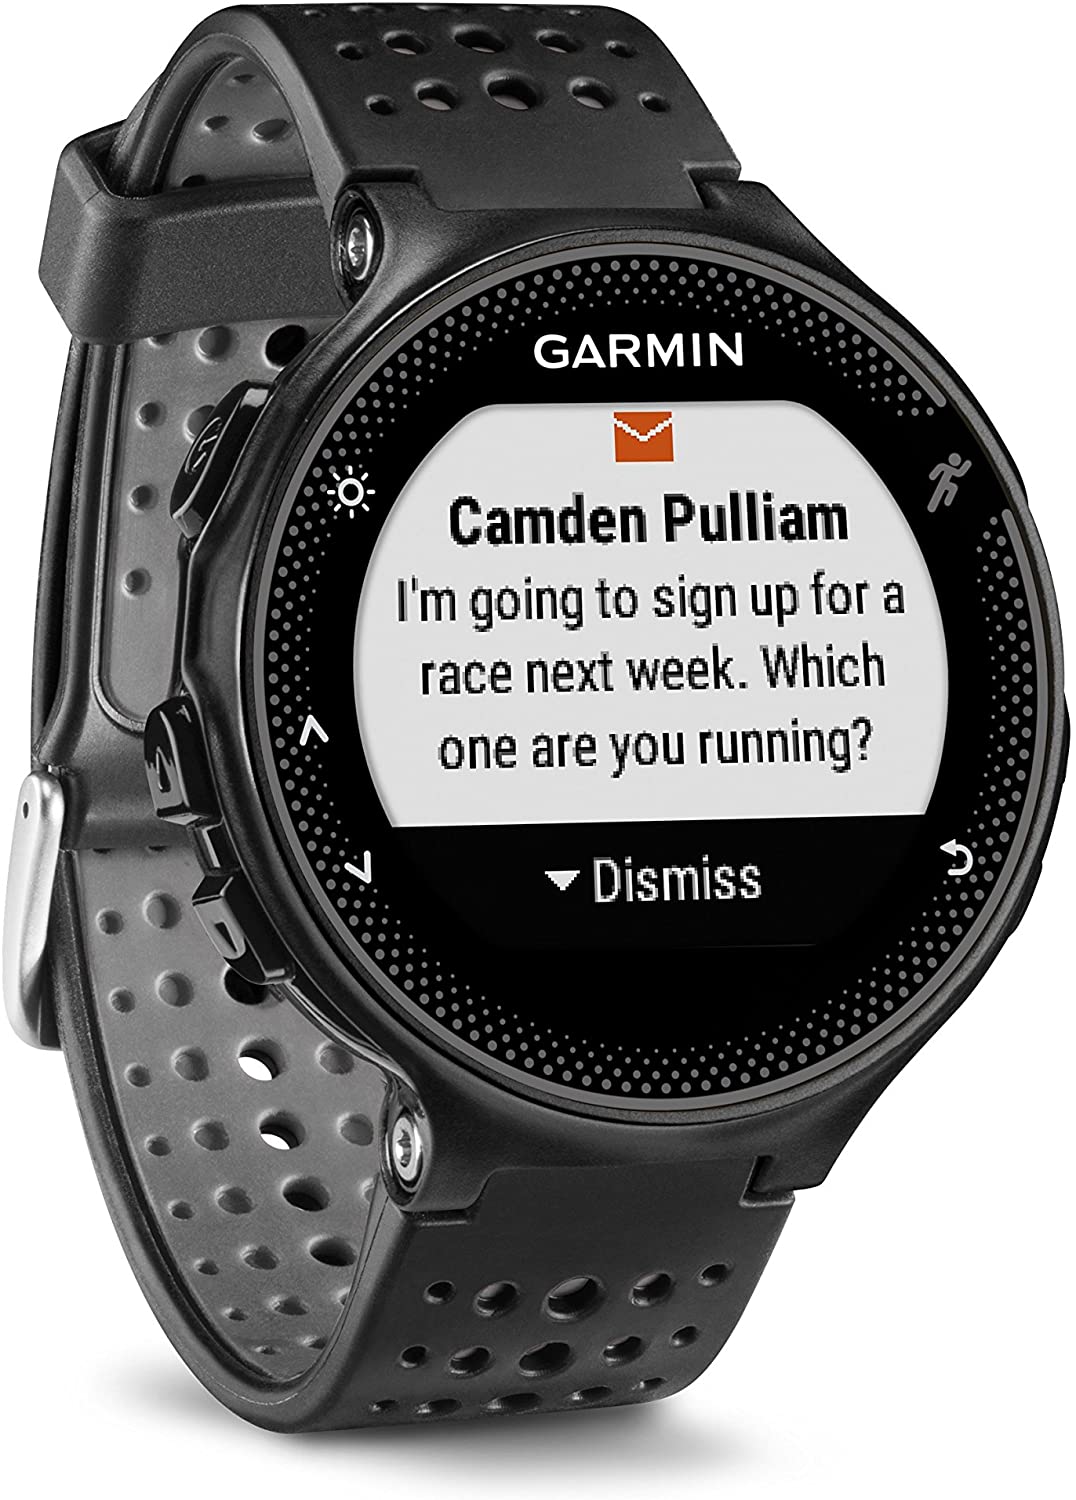 GARMIN
Camden Pulliam
I'm going to sign up for a
race next week. Which
one are you running?
Dismiss